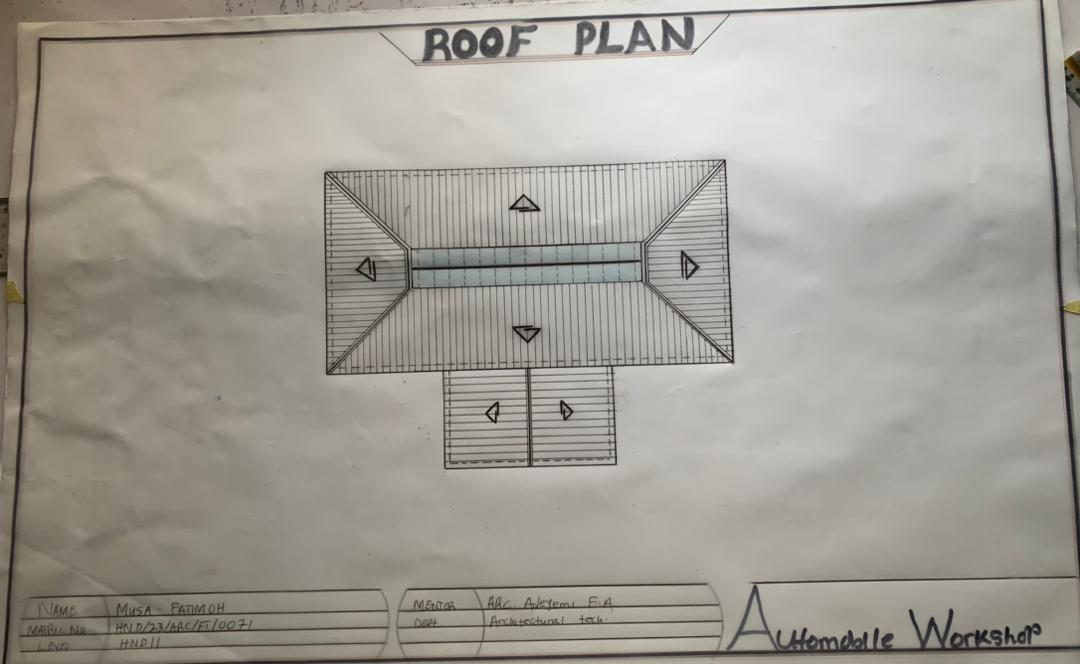 ROOF PLAN
NAME MUSA - FATIMOH
MATRIC No. HND/23/ARC/FT/0071
LEVEL HND II
MENTOR ARC. Adeyemi F.A
DEPT Architectural tech.
Automobile Workshop